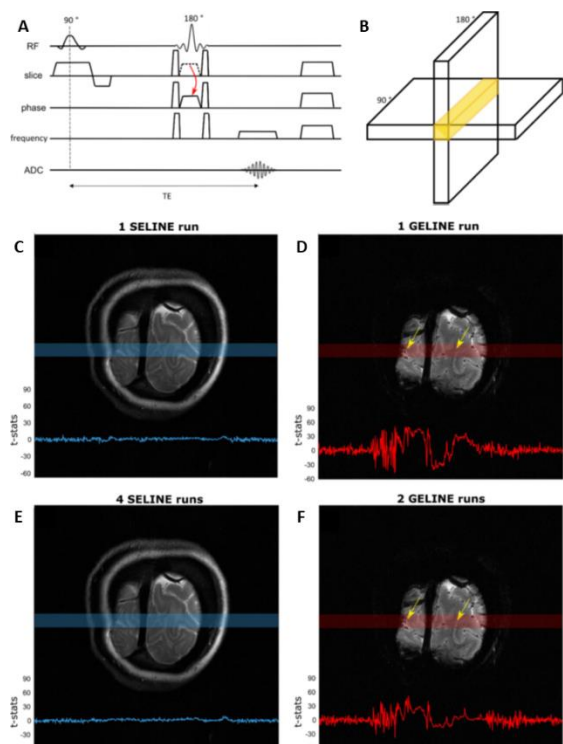 A
B
90 °
180 °
RF
slice
phase
frequency
ADC
TE
180 °
90 °
C
1 SELINE run
D
1 GELINE run
t-stats
90
60
30
0
-30
-60
t-stats
90
60
30
0
-30
-60
E
4 SELINE runs
F
2 GELINE runs
t-stats
90
60
30
0
-30
-60
t-stats
90
60
30
0
-30
-60